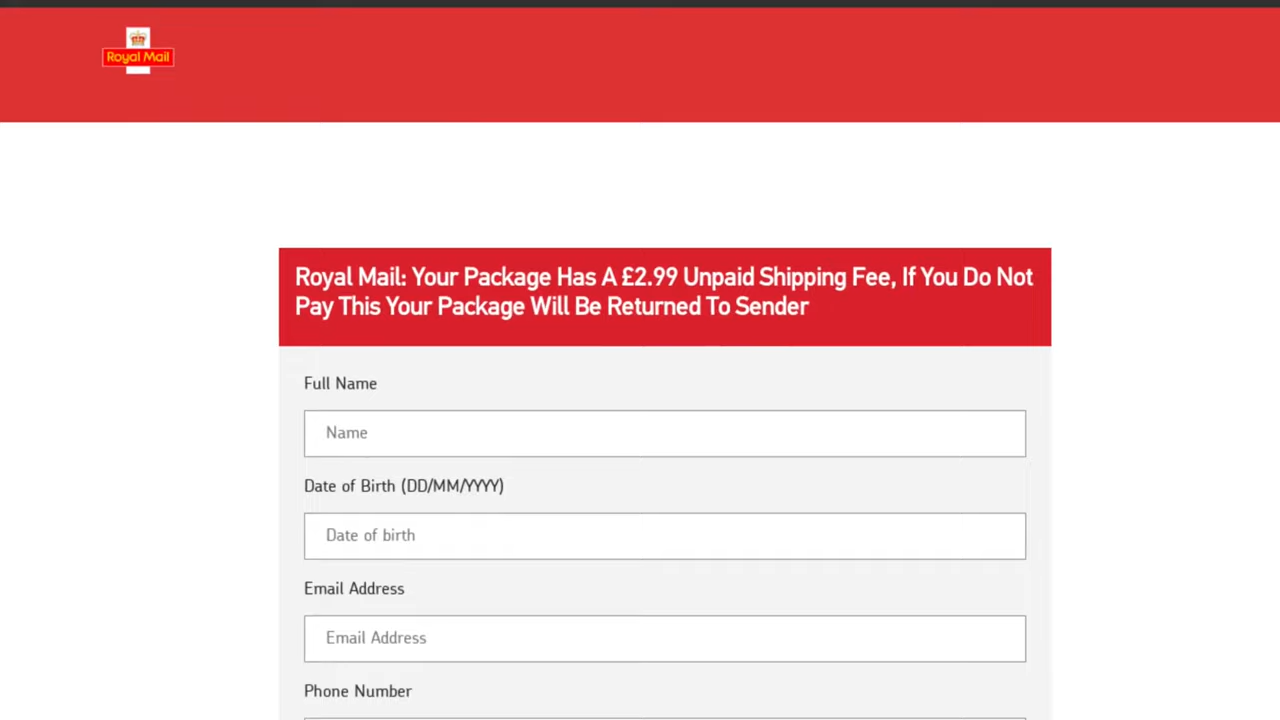 Royal Mail
Royal Mail: Your Package Has A £2.99 Unpaid Shipping Fee, If You Do Not
Pay This Your Package Will Be Returned To Sender
Full Name
Name
Date of Birth (DD/MM/YYYY)
Date of birth
Email Address
Email Address
Phone Number